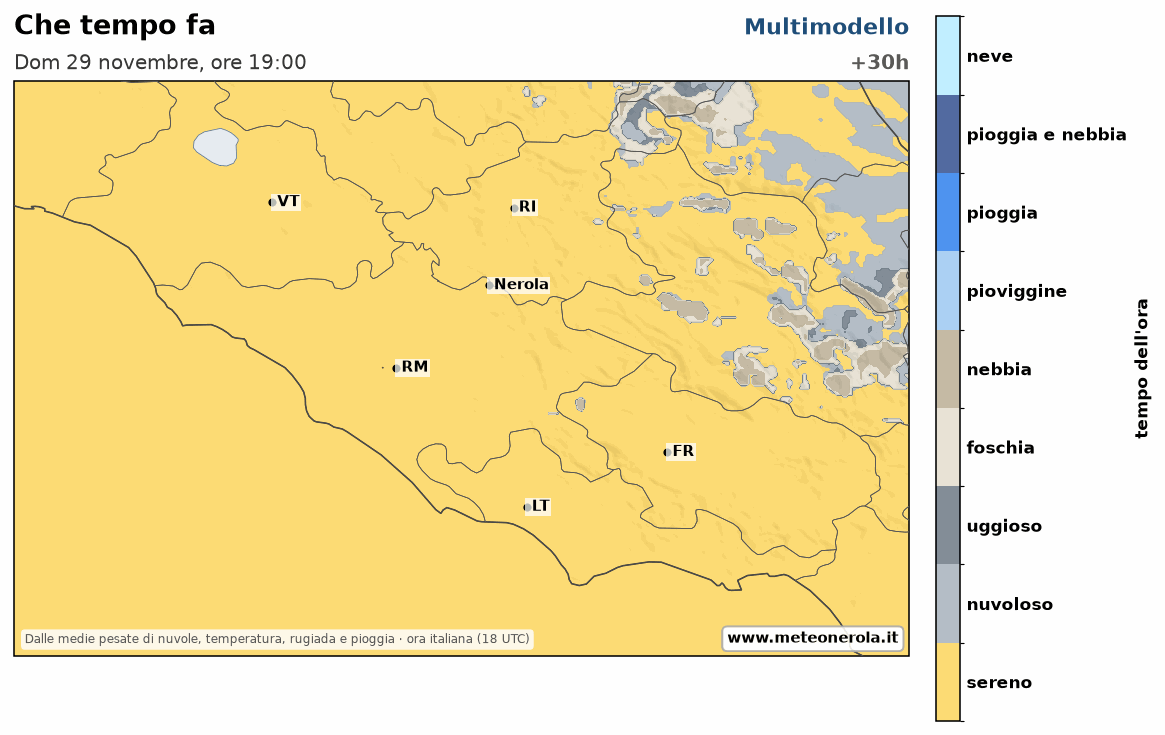 Che tempo fa
Multimodello
Dom 29 novembre, ore 19:00
+30h
VT
RI
Nerola
RM
FR
LT
Dalle medie pesate di nuvole, temperatura, rugiada e pioggia · ora italiana (18 UTC)
www.meteonerola.it
neve
pioggia e nebbia
pioggia
pioviggine
nebbia
foschia
uggioso
nuvoloso
sereno
tempo dell'ora